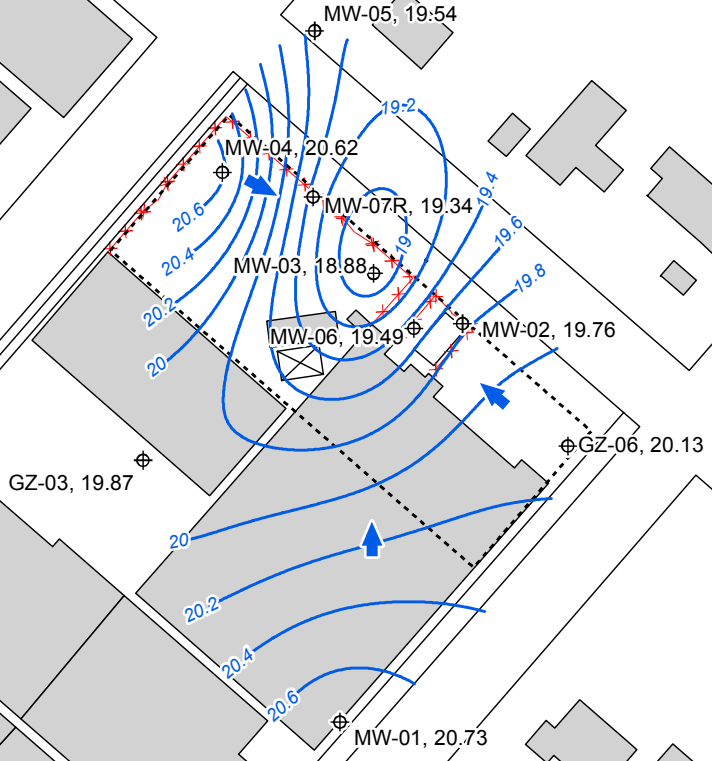 MW-05, 19.54
19.2
MW-04, 20.62
19.4
20.6
MW-07R, 19.34
19.6
20.4
19
MW-03, 18.88
19.8
20.2
MW-02, 19.76
MW-06, 19.49
20
GZ-06, 20.13
GZ-03, 19.87
20
20.2
20.4
20.6
MW-01, 20.73